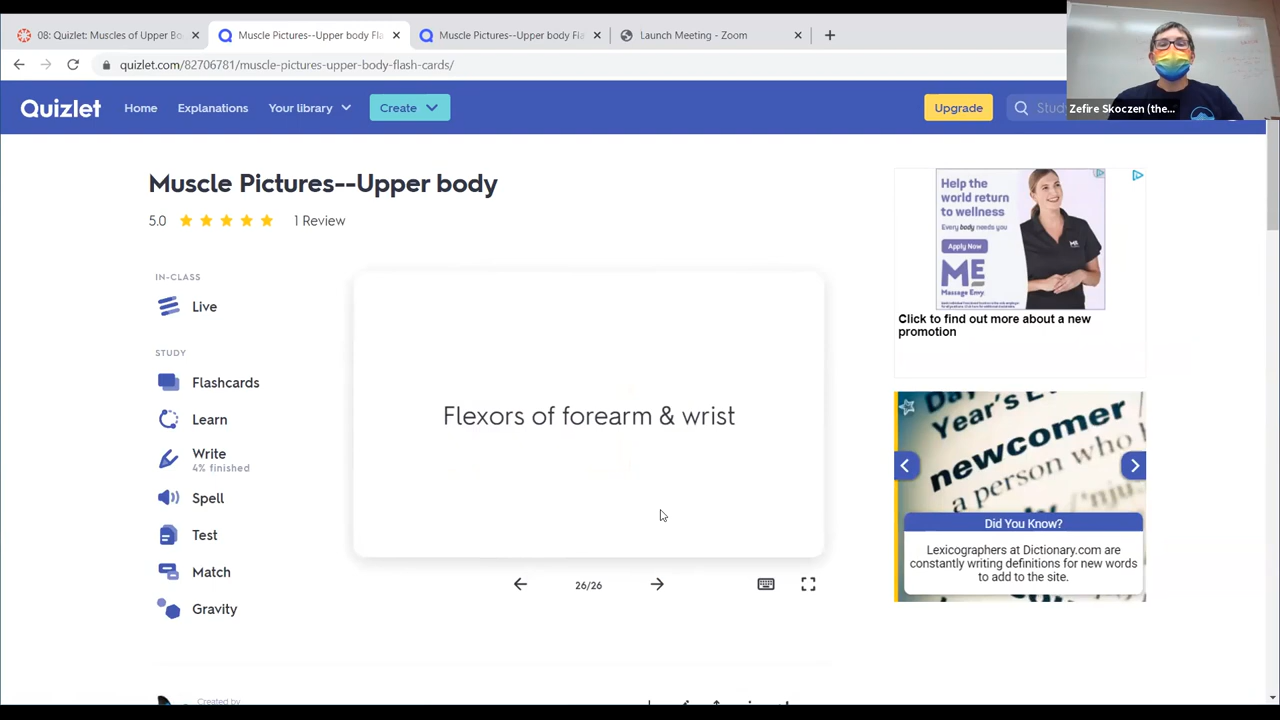 08: Quizlet: Muscles of Upper Bo
Muscle Pictures--Upper body Fla
Muscle Pictures--Upper body Fla
Launch Meeting - Zoom
quizlet.com/82706781/muscle-pictures-upper-body-flash-cards/
Zefire Skoczen (the...
Quizlet
Home
Explanations
Your library
Create
Upgrade
Muscle Pictures--Upper body
5.0
1 Review
IN-CLASS
Live
STUDY
Flashcards
Learn
Write
4% finished
Spell
Test
Match
Gravity
Flexors of forearm & wrist
26/26
Help the
world return
to wellness
Every body needs you
Apply Now
ME
Massage Envy
ME
Click to find out more about a new
promotion
Year's E
newcomer
a person who
Did You Know?
Lexicographers at Dictionary.com are
constantly writing definitions for new words
to add to the site.
Created by